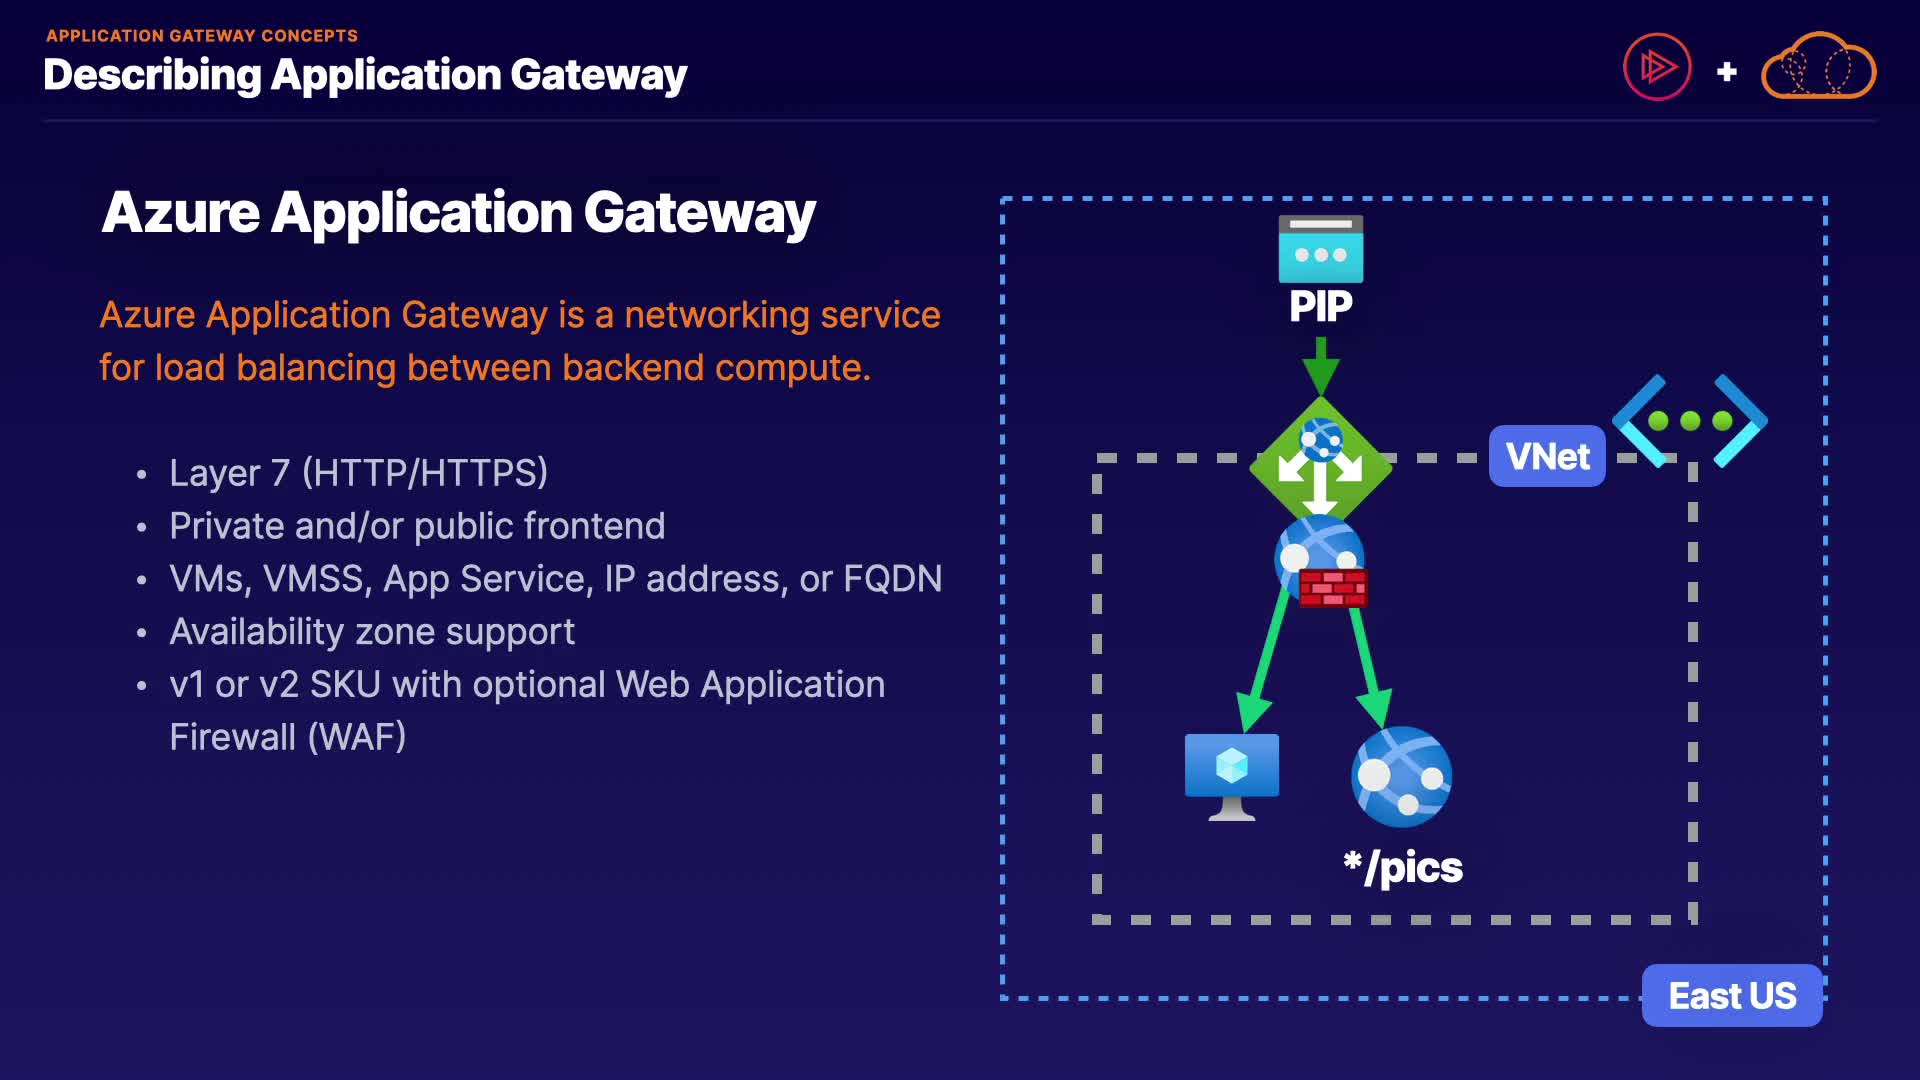 APPLICATION GATEWAY CONCEPTS
Describing Application Gateway
+
Azure Application Gateway
Azure Application Gateway is a networking service
for load balancing between backend compute.
• Layer 7 (HTTP/HTTPS)
• Private and/or public frontend
• VMs, VMSS, App Service, IP address, or FQDN
• Availability zone support
• v1 or v2 SKU with optional Web Application
Firewall (WAF)
PIP
VNet
*/pics
East US